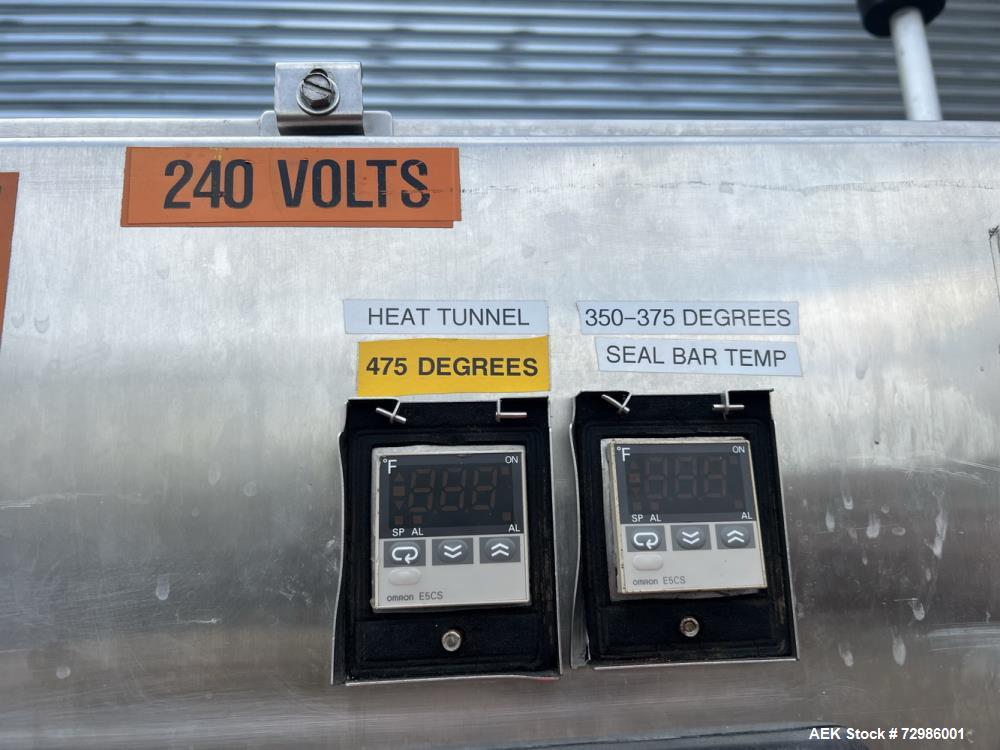 240 VOLTS
HEAT TUNNEL
475 DEGREES
350-375 DEGREES
SEAL BAR TEMP
°F ON
SP AL AL
OMRON E5CS
°F ON
SP AL AL
OMRON E5CS
AEK Stock # 72986001